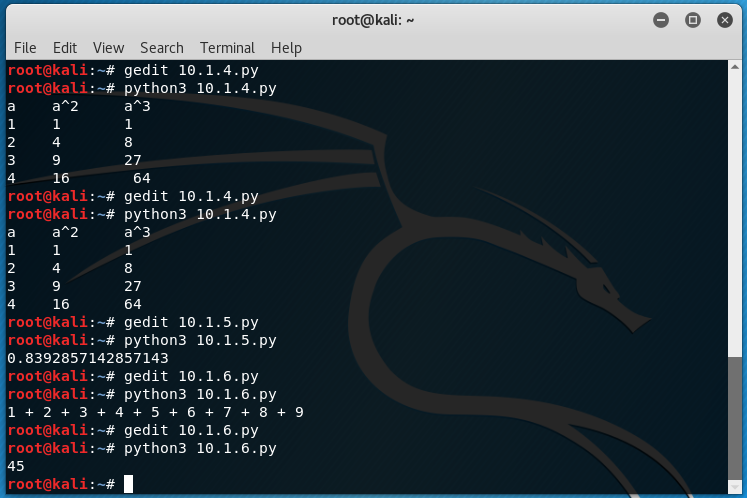 root@kali: ~
File Edit View Search Terminal Help
root@kali:~# gedit 10.1.4.py
root@kali:~# python3 10.1.4.py
a    a^2     a^3
1    1       1
2    4       8
3    9       27
4    16       64
root@kali:~# gedit 10.1.4.py
root@kali:~# python3 10.1.4.py
a    a^2     a^3
1    1       1
2    4       8
3    9       27
4    16      64
root@kali:~# gedit 10.1.5.py
root@kali:~# python3 10.1.5.py
0.8392857142857143
root@kali:~# gedit 10.1.6.py
root@kali:~# python3 10.1.6.py
1 + 2 + 3 + 4 + 5 + 6 + 7 + 8 + 9
root@kali:~# gedit 10.1.6.py
root@kali:~# python3 10.1.6.py
45
root@kali:~#